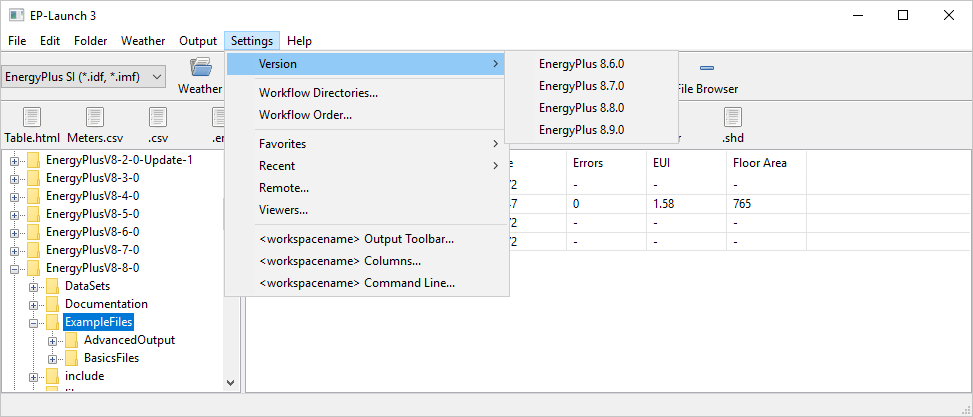 EP-Launch 3
File Edit Folder Weather Output Settings Help
EnergyPlus SI (*.idf, *.imf)
Weather
File Browser
Version
Workflow Directories...
Workflow Order...
Favorites
Recent
Remote...
Viewers...
<workspacename> Output Toolbar...
<workspacename> Columns...
<workspacename> Command Line...
EnergyPlus 8.6.0
EnergyPlus 8.7.0
EnergyPlus 8.8.0
EnergyPlus 8.9.0
Table.html Meters.csv .csv .shd
EnergyPlusV8-2-0-Update-1
EnergyPlusV8-3-0
EnergyPlusV8-4-0
EnergyPlusV8-5-0
EnergyPlusV8-6-0
EnergyPlusV8-7-0
EnergyPlusV8-8-0
DataSets
Documentation
ExampleFiles
AdvancedOutput
BasicsFiles
include
Errors EUI Floor Area
72 - - -
47 0 1.58 765
72 - - -
72 - - -